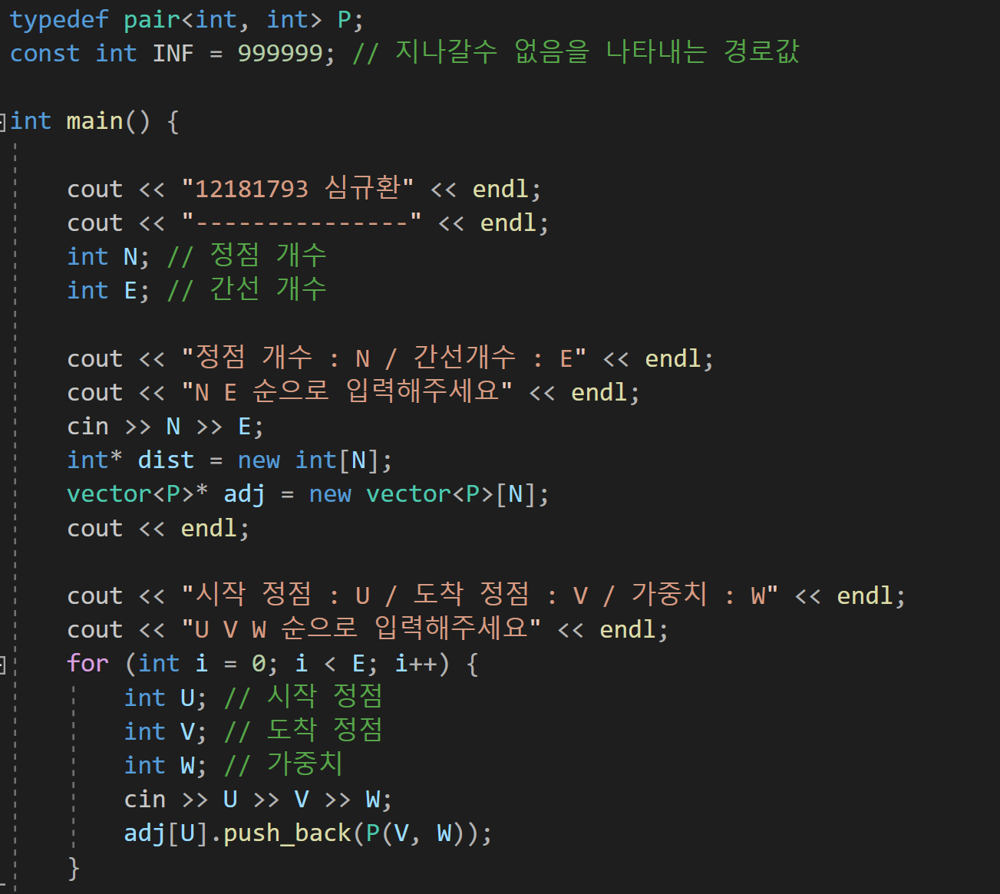 typedef pair<int, int> P;
const int INF = 999999; // 지나갈수 없음을 나타내는 경로값
int main() {
cout << "12181793 심규환" << endl;
cout << "---------------" << endl;
int N; // 정점 개수
int E; // 간선 개수
cout << "정점 개수 : N / 간선개수 : E" << endl;
cout << "N E 순으로 입력해주세요" << endl;
cin >> N >> E;
int* dist = new int[N];
vector<P>* adj = new vector<P>[N];
cout << endl;
cout << "시작 정점 : U / 도착 정점 : V / 가중치 : W" << endl;
cout << "U V W 순으로 입력해주세요" << endl;
for (int i = 0; i < E; i++) {
int U; // 시작 정점
int V; // 도착 정점
int W; // 가중치
cin >> U >> V >> W;
adj[U].push_back(P(V, W));
}